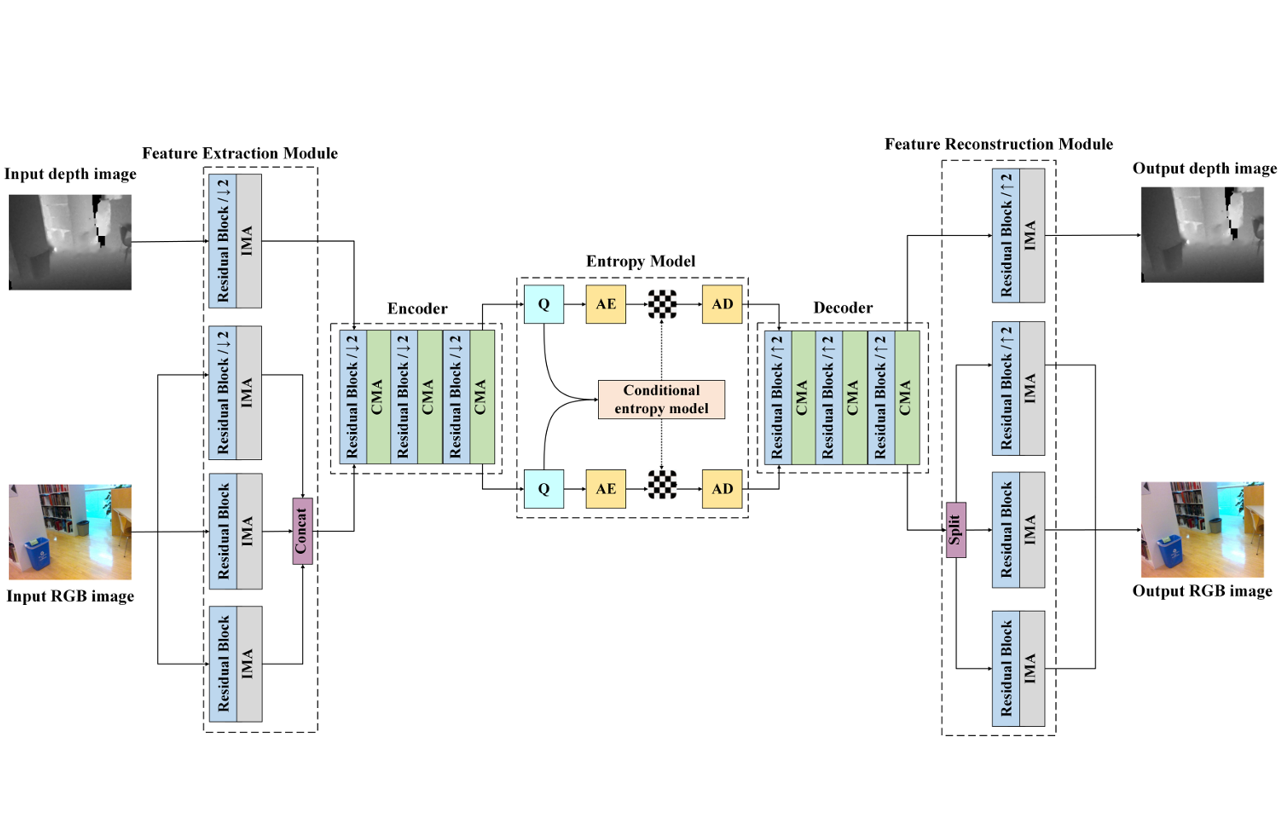 Feature Extraction Module
Input depth image
Residual Block /↓2
IMA
Residual Block /↓2
IMA
Residual Block
IMA
Residual Block
IMA
Concat
Input RGB image
Encoder
Residual Block /↓2
CMA
Residual Block /↓2
CMA
Residual Block /↓2
CMA
Entropy Model
Q
AE
AD
Conditional
entropy model
Q
AE
AD
Decoder
Residual Block /↑2
CMA
Residual Block /↑2
CMA
Residual Block /↑2
CMA
Feature Reconstruction Module
Split
Residual Block /↑2
IMA
Residual Block /↑2
IMA
Residual Block
IMA
Residual Block
IMA
Output depth image
Output RGB image